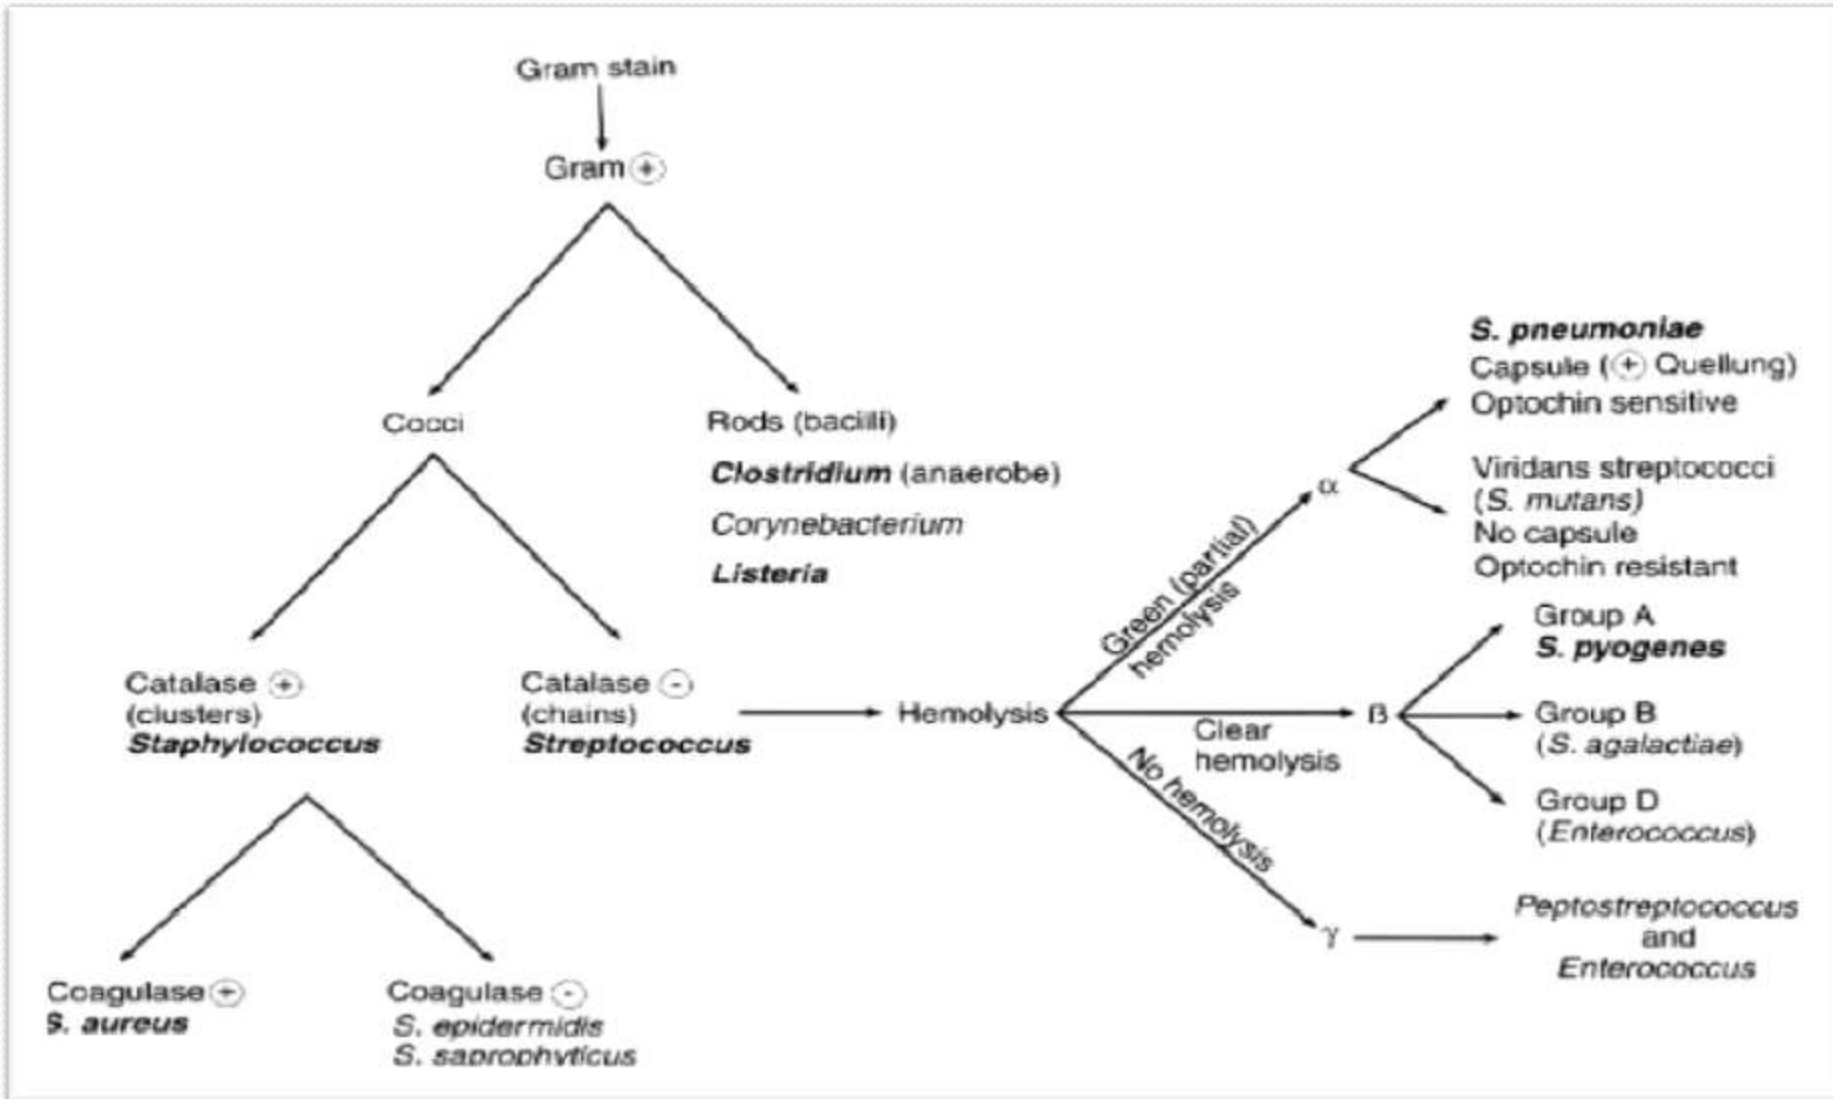 Gram stain
Gram ⊕
Cocci
Rods (bacilli)
Clostridium (anaerobe)
Corynebacterium
Listeria
Catalase ⊕
(clusters)
Staphylococcus
Catalase ⊖
(chains)
Streptococcus
Coagulase ⊕
S. aureus
Coagulase ⊖
S. epidermidis
S. saprophyticus
Hemolysis
Green (partial)
hemolysis
α
S. pneumoniae
Capsule (⊕ Quellung)
Optochin sensitive
Viridans streptococci
(S. mutans)
No capsule
Optochin resistant
Clear
hemolysis
β
Group A
S. pyogenes
Group B
(S. agalactiae)
Group D
(Enterococcus)
No hemolysis
γ
Peptostreptococcus
and
Enterococcus